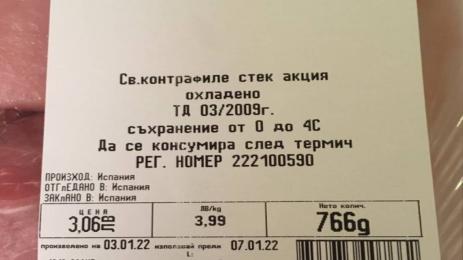 Св.контрафиле стек акция
охладено
ТД 03/2009г.
съхранение от 0 до 4С
Да се консумира след термич
РЕГ. НОМЕР 222100590
ПРОИЗХОД: Испания
ОТГлЕДАНО В: Испания
ЗАКлАНО В: Испания
ЦЕНА ЛВ/kg Нето колич.
3,06 3,99 766g
произведено на 03.01.22 използвай преди 07.01.22
L: